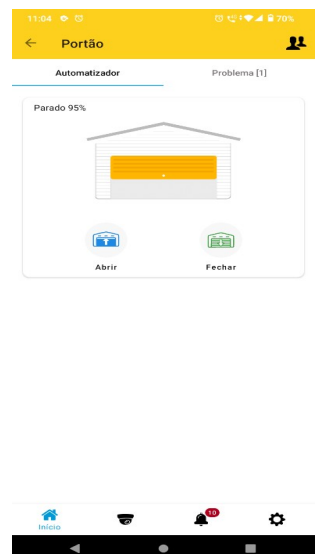 11:04 70%
Portão
Automatizador Problema [1]
Parado 95%
Abrir Fechar
10
Início